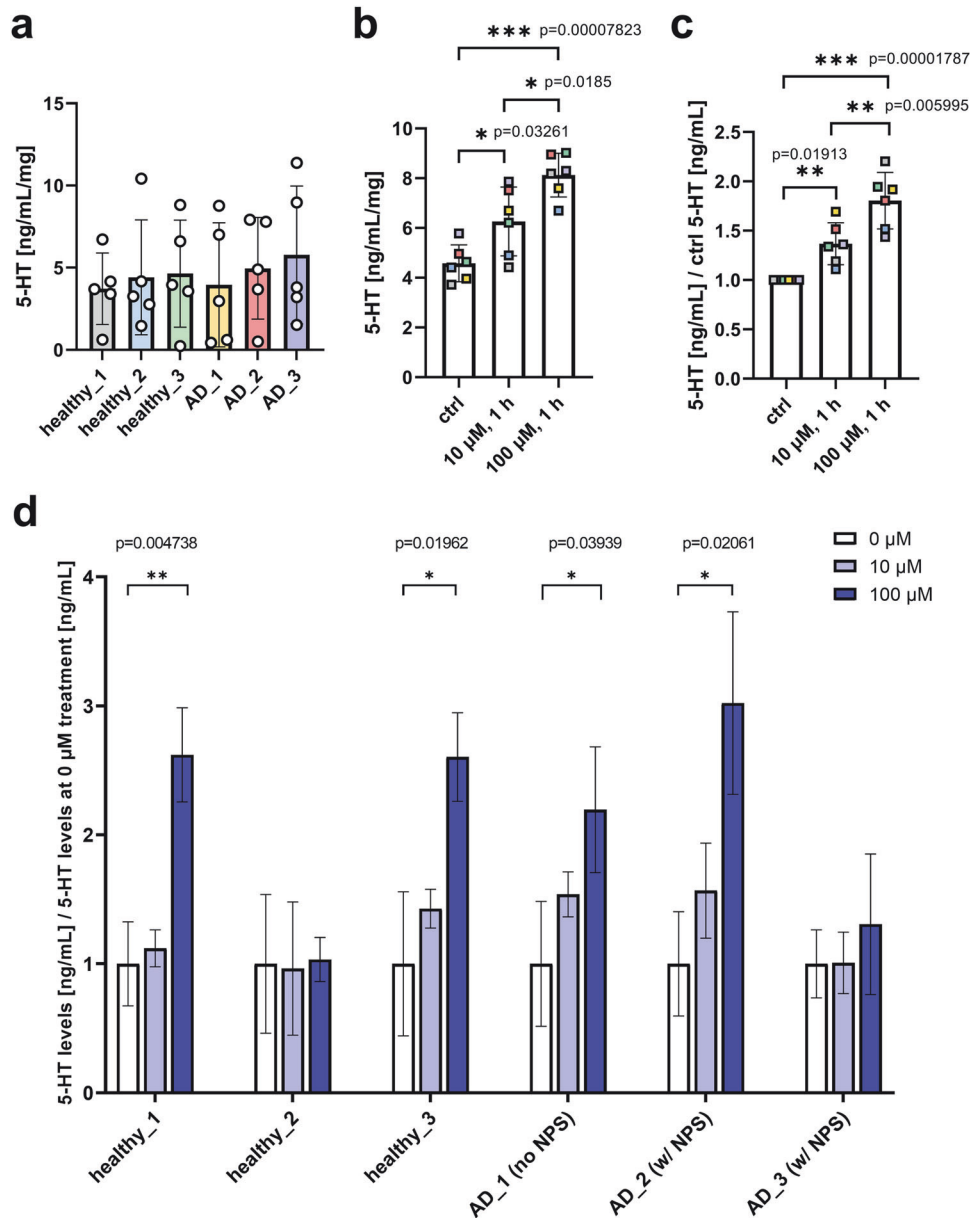 a
5-HT [ng/mL/mg]
15
10
5
0
healthy_1
healthy_2
healthy_3
AD_1
AD_2
AD_3
b
*** p=0.00007823
* p=0.0185
* p=0.03261
5-HT [ng/mL/mg]
10
8
6
4
2
0
ctrl
10 µM, 1 h
100 µM, 1 h
c
*** p=0.00001787
** p=0.005995
p=0.01913
**
5-HT [ng/mL] / ctrl 5-HT [ng/mL]
2.5
2.0
1.5
1.0
0.5
0.0
ctrl
10 µM, 1 h
100 µM, 1 h
d
p=0.004738
**
p=0.01962
*
p=0.03939
*
p=0.02061
*
0 µM
10 µM
100 µM
5-HT levels [ng/mL] / 5-HT levels at 0 µM treatment [ng/mL]
4
3
2
1
0
healthy_1
healthy_2
healthy_3
AD_1 (no NPS)
AD_2 (w/ NPS)
AD_3 (w/ NPS)